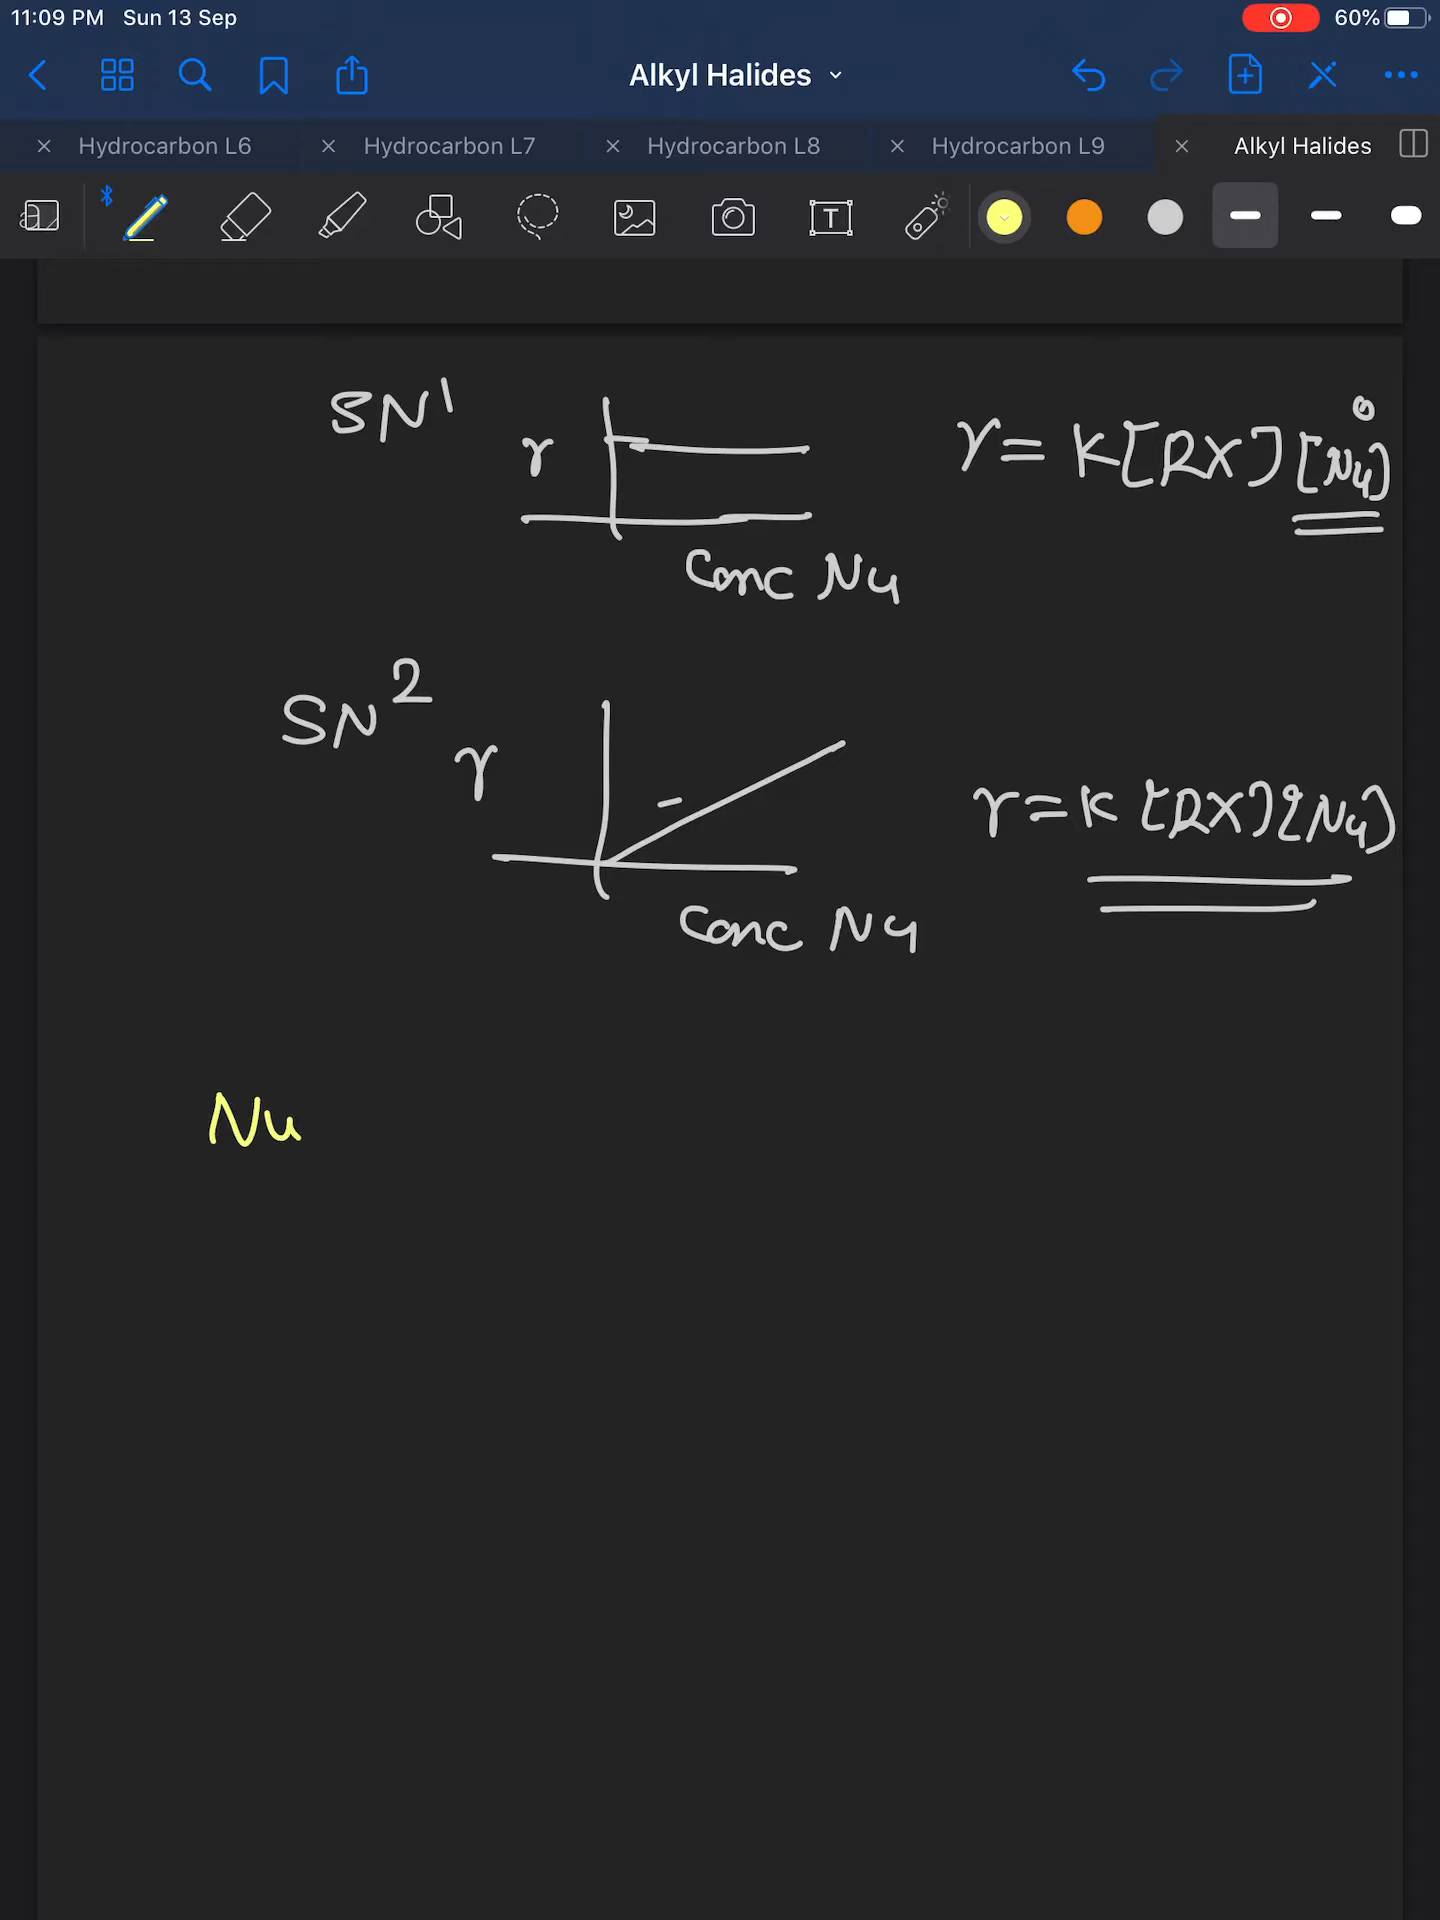 11:09 PM Sun 13 Sep 60%
Alkyl Halides
Hydrocarbon L6 Hydrocarbon L7 Hydrocarbon L8 Hydrocarbon L9 Alkyl Halides
SN1
r
r = K[RX][Nu]⁰
Conc Nu
SN2
r
r = K[RX][Nu]
Conc Nu
Nu